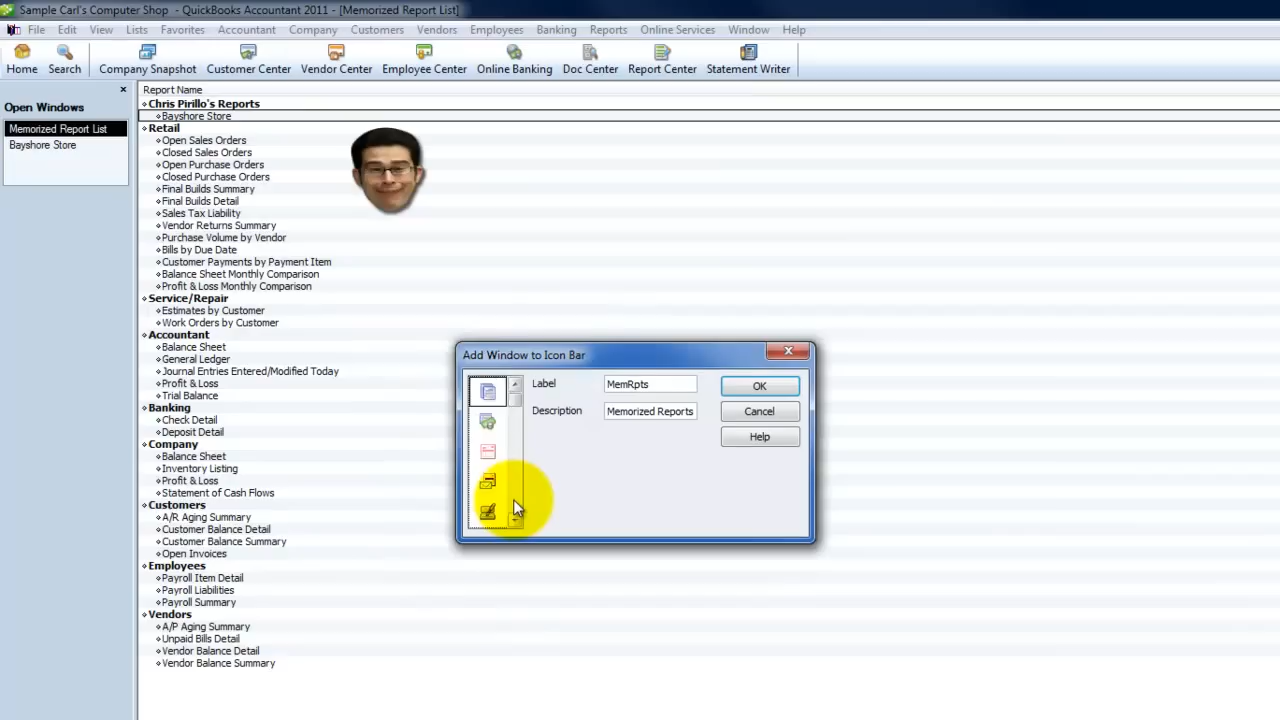 Sample Carl's Computer Shop - QuickBooks Accountant 2011 - [Memorized Report List]
File Edit View Lists Favorites Accountant Company Customers Vendors Employees Banking Reports Online Services Window Help
Home Search Company Snapshot Customer Center Vendor Center Employee Center Online Banking Doc Center Report Center Statement Writer
Open Windows
Memorized Report List
Bayshore Store
Report Name
Chris Pirillo's Reports
Bayshore Store
Retail
Open Sales Orders
Closed Sales Orders
Open Purchase Orders
Closed Purchase Orders
Final Builds Summary
Final Builds Detail
Sales Tax Liability
Vendor Returns Summary
Purchase Volume by Vendor
Bills by Due Date
Customer Payments by Payment Item
Balance Sheet Monthly Comparison
Profit & Loss Monthly Comparison
Service/Repair
Estimates by Customer
Work Orders by Customer
Accountant
Balance Sheet
General Ledger
Journal Entries Entered/Modified Today
Profit & Loss
Trial Balance
Banking
Check Detail
Deposit Detail
Company
Balance Sheet
Inventory Listing
Profit & Loss
Statement of Cash Flows
Customers
A/R Aging Summary
Customer Balance Detail
Customer Balance Summary
Open Invoices
Employees
Payroll Item Detail
Payroll Liabilities
Payroll Summary
Vendors
A/P Aging Summary
Unpaid Bills Detail
Vendor Balance Detail
Vendor Balance Summary
Add Window to Icon Bar
Label MemRpts OK
Description Memorized Reports Cancel
Help